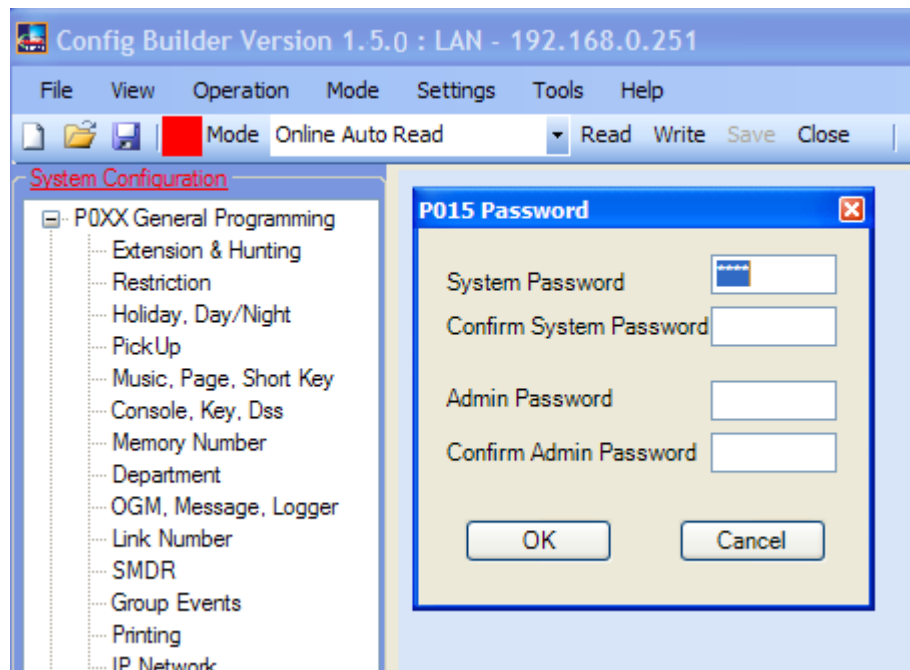 Config Builder Version 1.5.0 : LAN - 192.168.0.251
File View Operation Mode Settings Tools Help
Mode Online Auto Read Read Write Save Close
System Configuration
P0XX General Programming
Extension & Hunting
Restriction
Holiday, Day/Night
PickUp
Music, Page, Short Key
Console, Key, Dss
Memory Number
Department
OGM, Message, Logger
Link Number
SMDR
Group Events
Printing
IP Network
P015 Password
System Password ****
Confirm System Password
Admin Password
Confirm Admin Password
OK Cancel